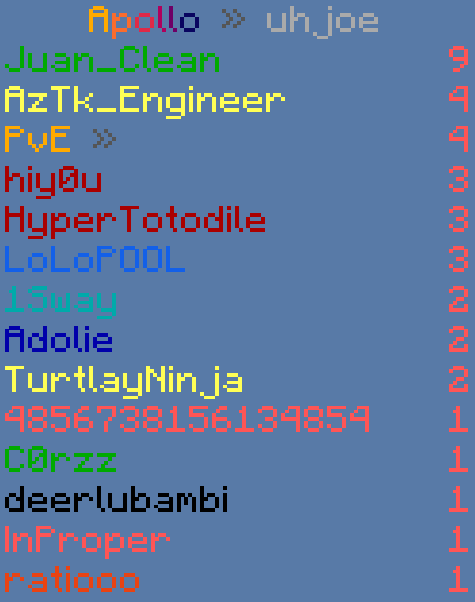 Apollo » uhjoe
Juan_Clean 9
AzTk_Engineer 4
PvE » 4
hiy0u 3
HyperTotodile 3
LoLoPOOL 3
1Sway 2
Adolie 2
TurtlayNinja 2
4856738156134854 1
C0rzz 1
deerlubambi 1
InProper 1
ratiooo 1